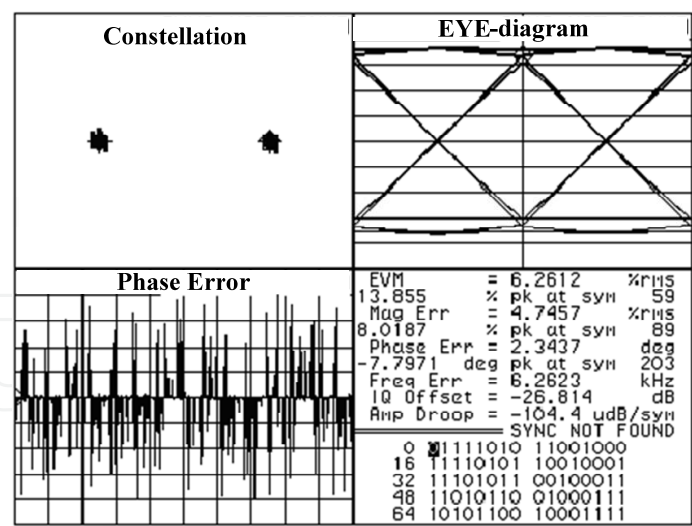 Constellation
EYE-diagram
Phase Error
EVM = 6.2612 %rms
13.855 % pk at sym 59
Mag Err = 4.7457 %rms
8.0187 % pk at sym 89
Phase Err = 2.3437 deg
-7.7971 deg pk at sym 203
Freq Err = 6.2623 kHz
IQ Offset = -26.814 dB
Amp Droop = -104.4 udB/sym
SYNC NOT FOUND
0 01111010 11001000
16 11110101 10010001
32 11101011 00100011
48 11010110 01000111
64 10101100 10001111